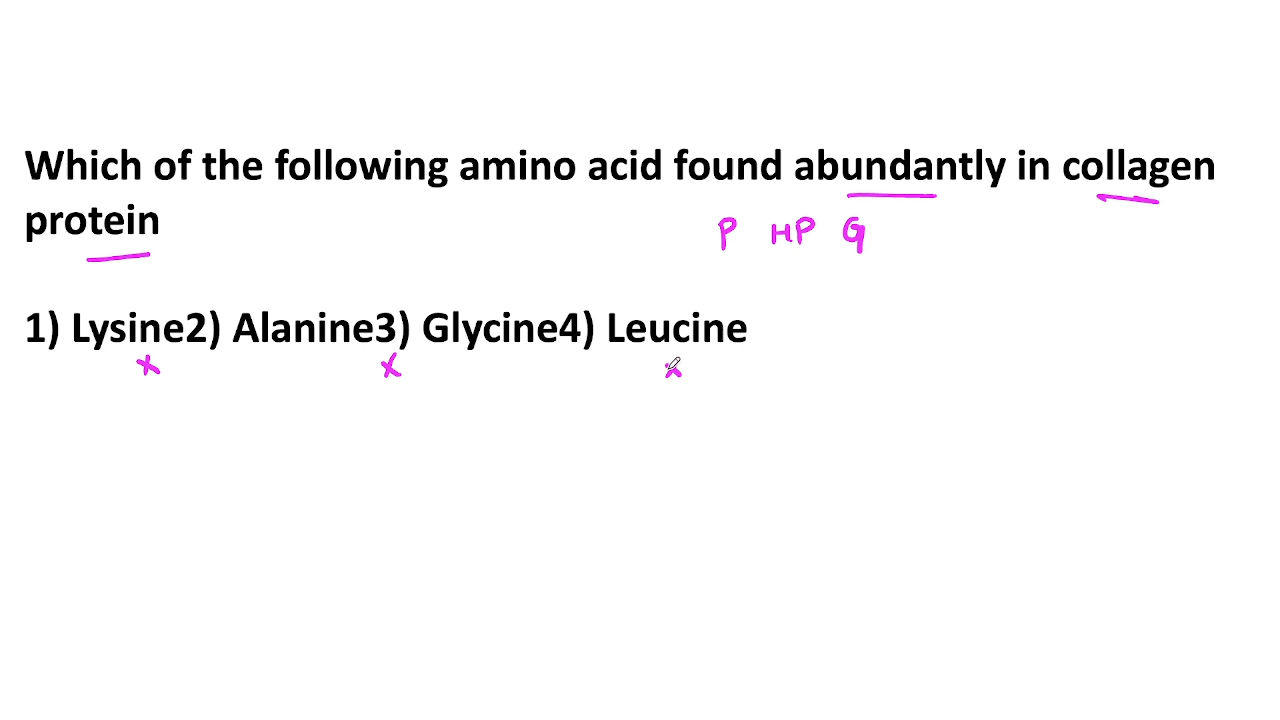 Which of the following amino acid found abundantly in collagen
protein
P HP G
1) Lysine2) Alanine3) Glycine4) Leucine
x x x